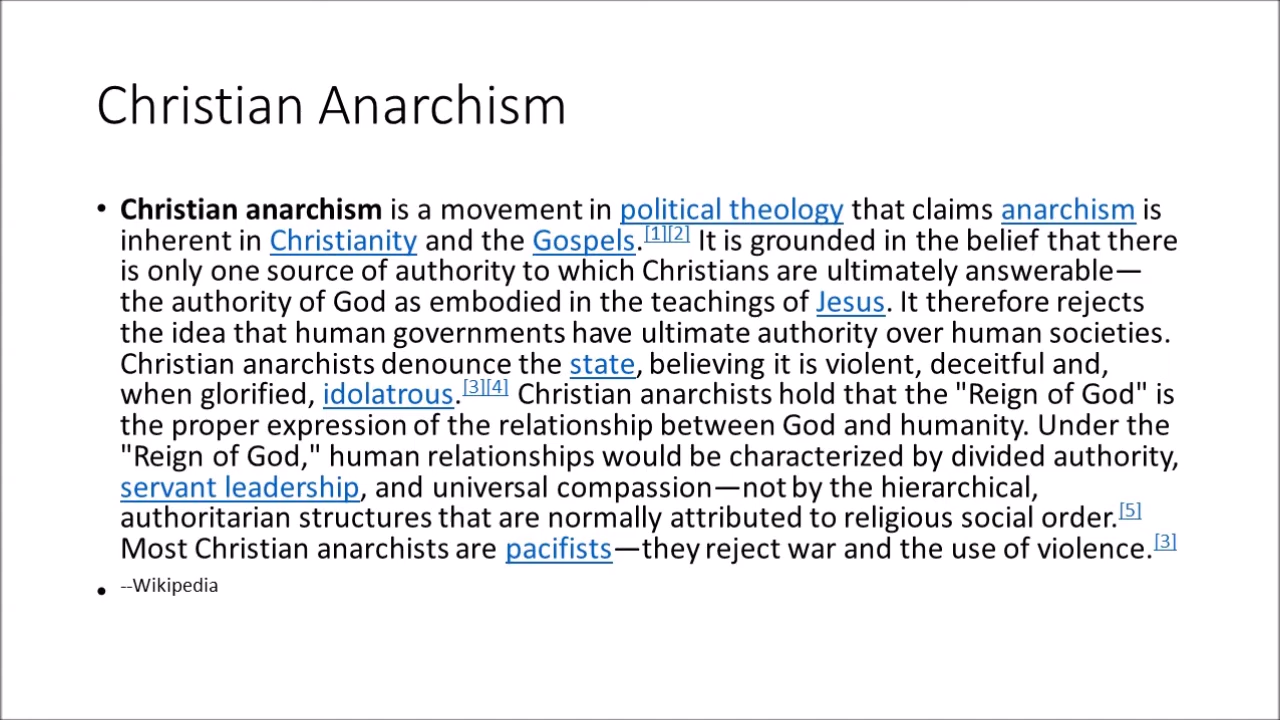 Christian Anarchism
• Christian anarchism is a movement in political theology that claims anarchism is
inherent in Christianity and the Gospels.[1][2] It is grounded in the belief that there
is only one source of authority to which Christians are ultimately answerable—
the authority of God as embodied in the teachings of Jesus. It therefore rejects
the idea that human governments have ultimate authority over human societies.
Christian anarchists denounce the state, believing it is violent, deceitful and,
when glorified, idolatrous.[3][4] Christian anarchists hold that the "Reign of God" is
the proper expression of the relationship between God and humanity. Under the
"Reign of God," human relationships would be characterized by divided authority,
servant leadership, and universal compassion—not by the hierarchical,
authoritarian structures that are normally attributed to religious social order.[5]
Most Christian anarchists are pacifists—they reject war and the use of violence.[3]
• --Wikipedia